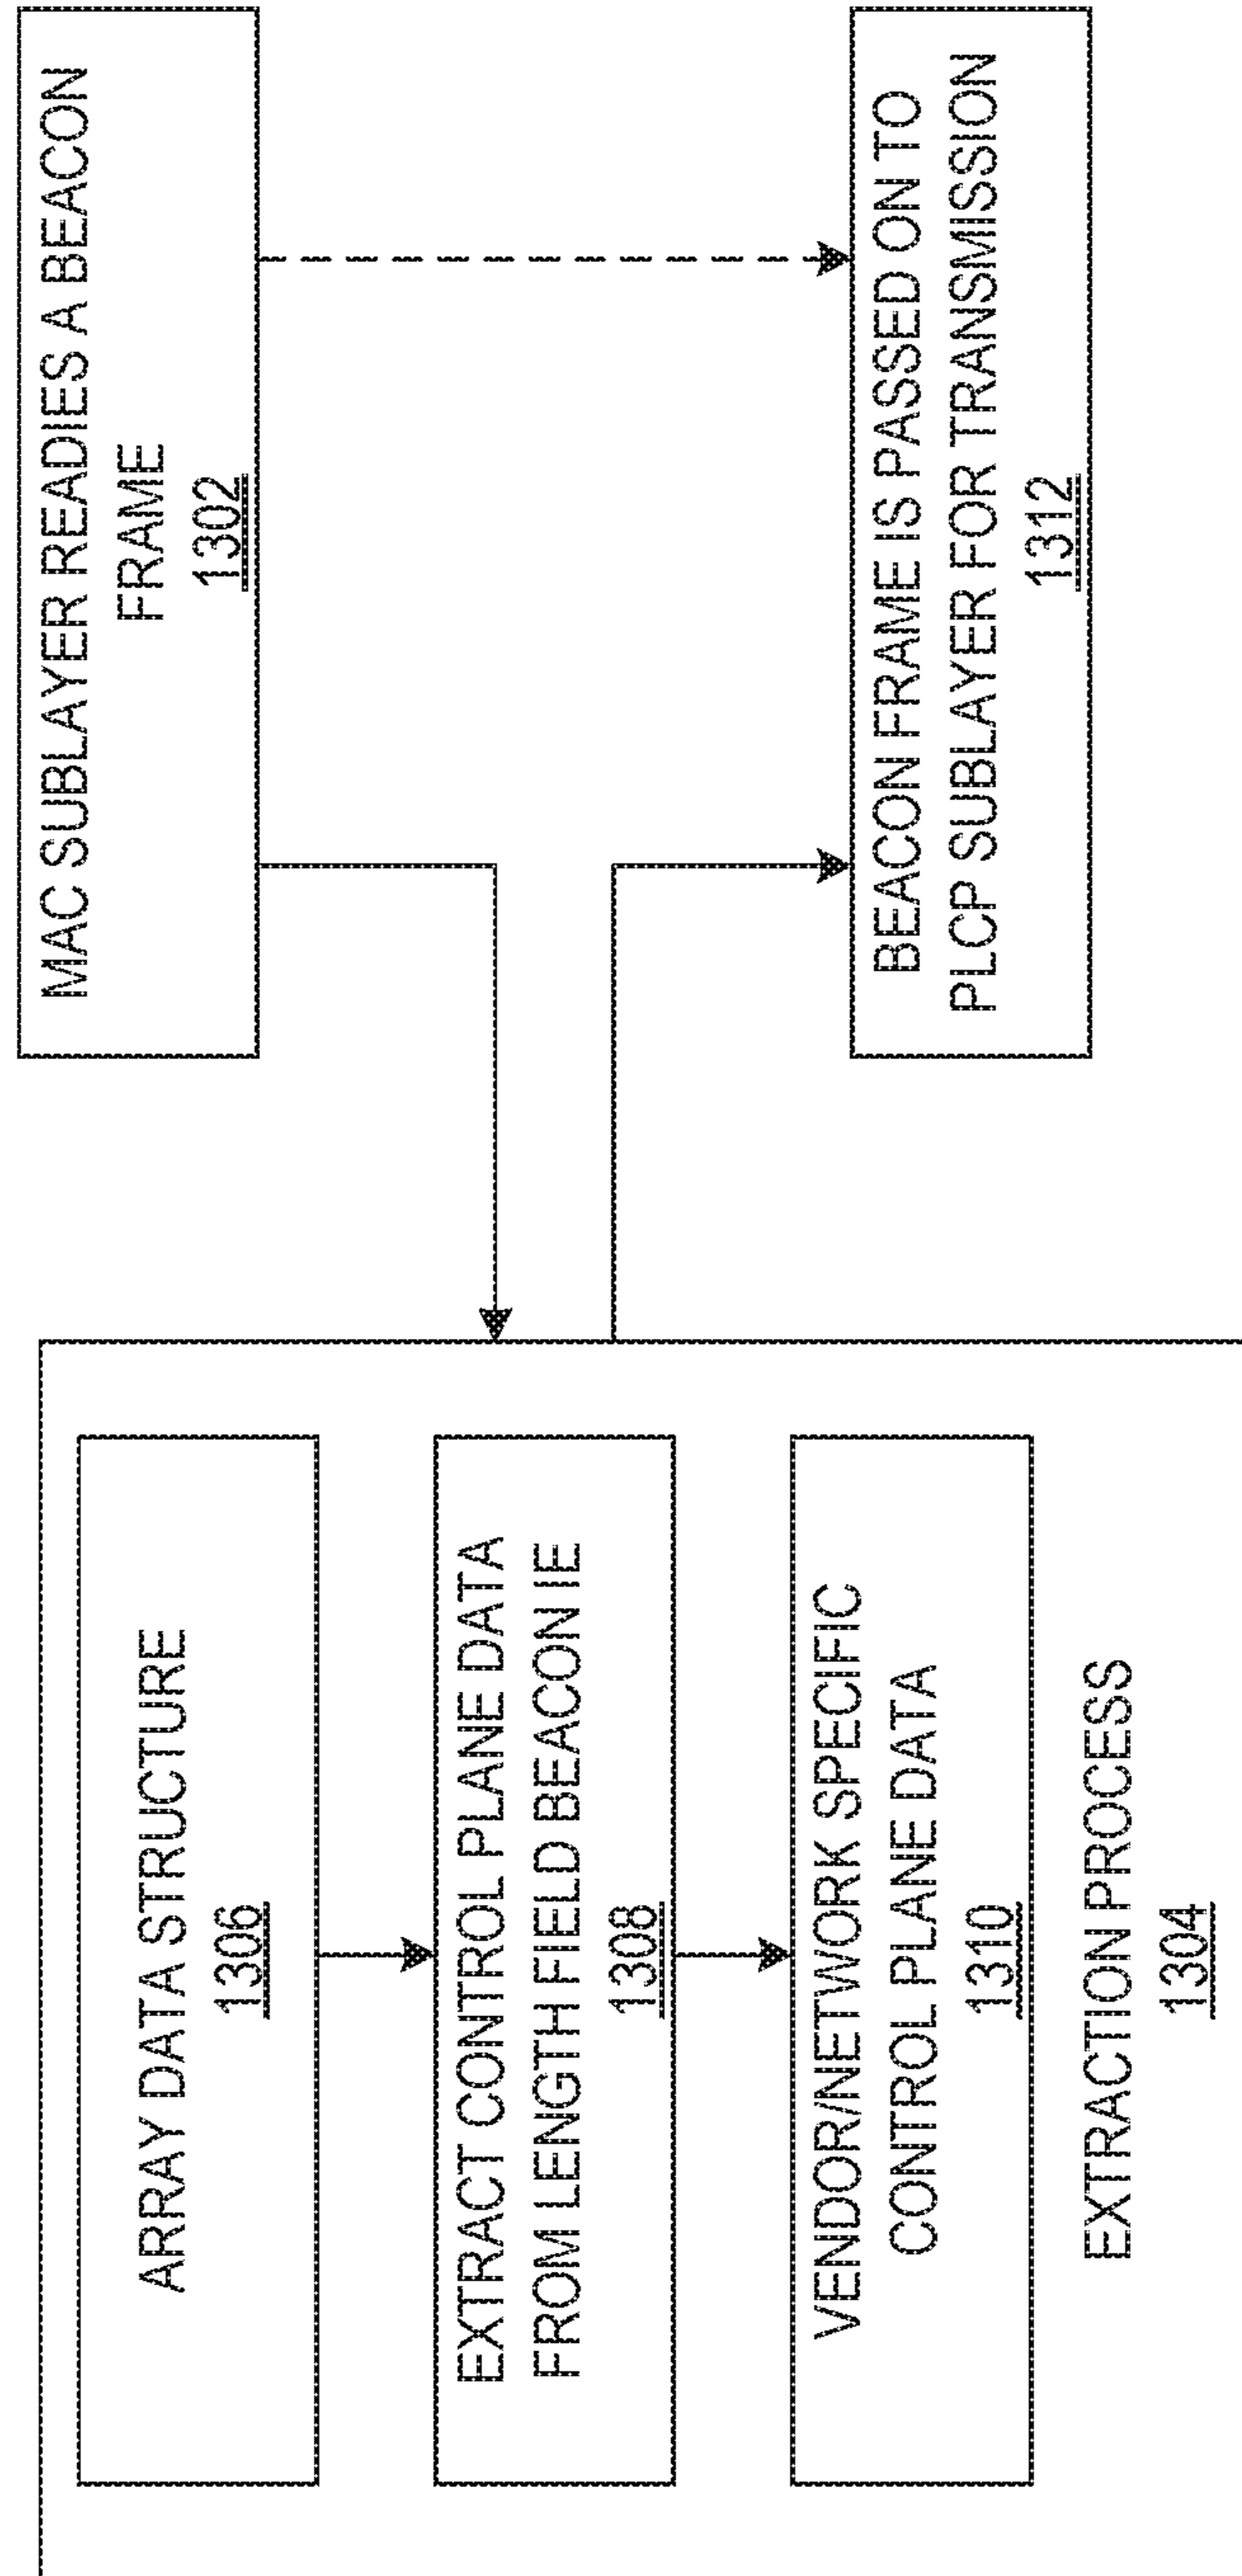 MAC SUBLAYER READIES A BEACON
FRAME
1302
ARRAY DATA STRUCTURE
1306
EXTRACT CONTROL PLANE DATA
FROM LENGTH FIELD BEACON IE
1308
VENDOR/NETWORK SPECIFIC
CONTROL PLANE DATA
1310
EXTRACTION PROCESS
1304
BEACON FRAME IS PASSED ON TO
PLCP SUBLAYER FOR TRANSMISSION
1312